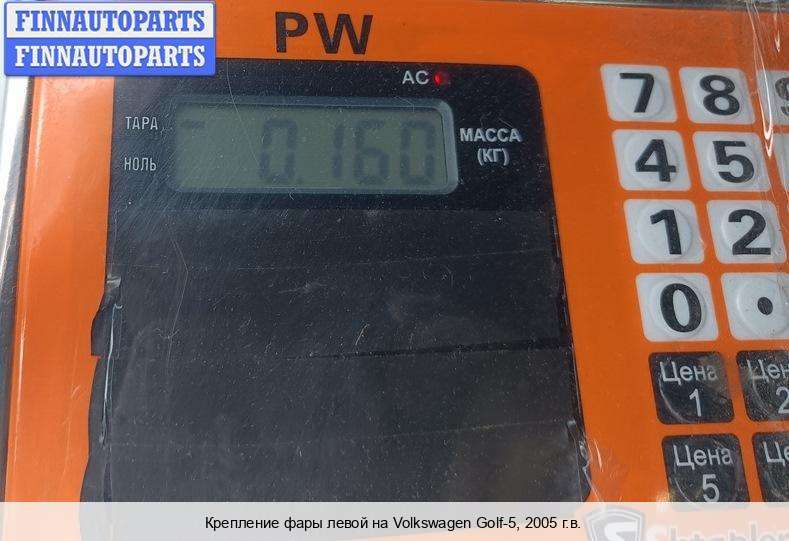 FINNAUTOPARTS
FINNAUTOPARTS
PW
AC
ТАРА
0.160
МАССА
(КГ)
НОЛЬ
7 8
4 5
1 2
0 .
Цена
1
2
Цена
5
Крепление фары левой на Volkswagen Golf-5, 2005 г.в.